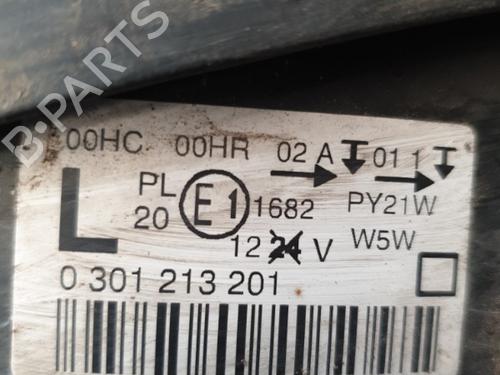 B-PARTS
00HC 00HR 02 A 01 1
L PL E1 1682 PY21W
20
12 24 V W5W
0 301 213 201